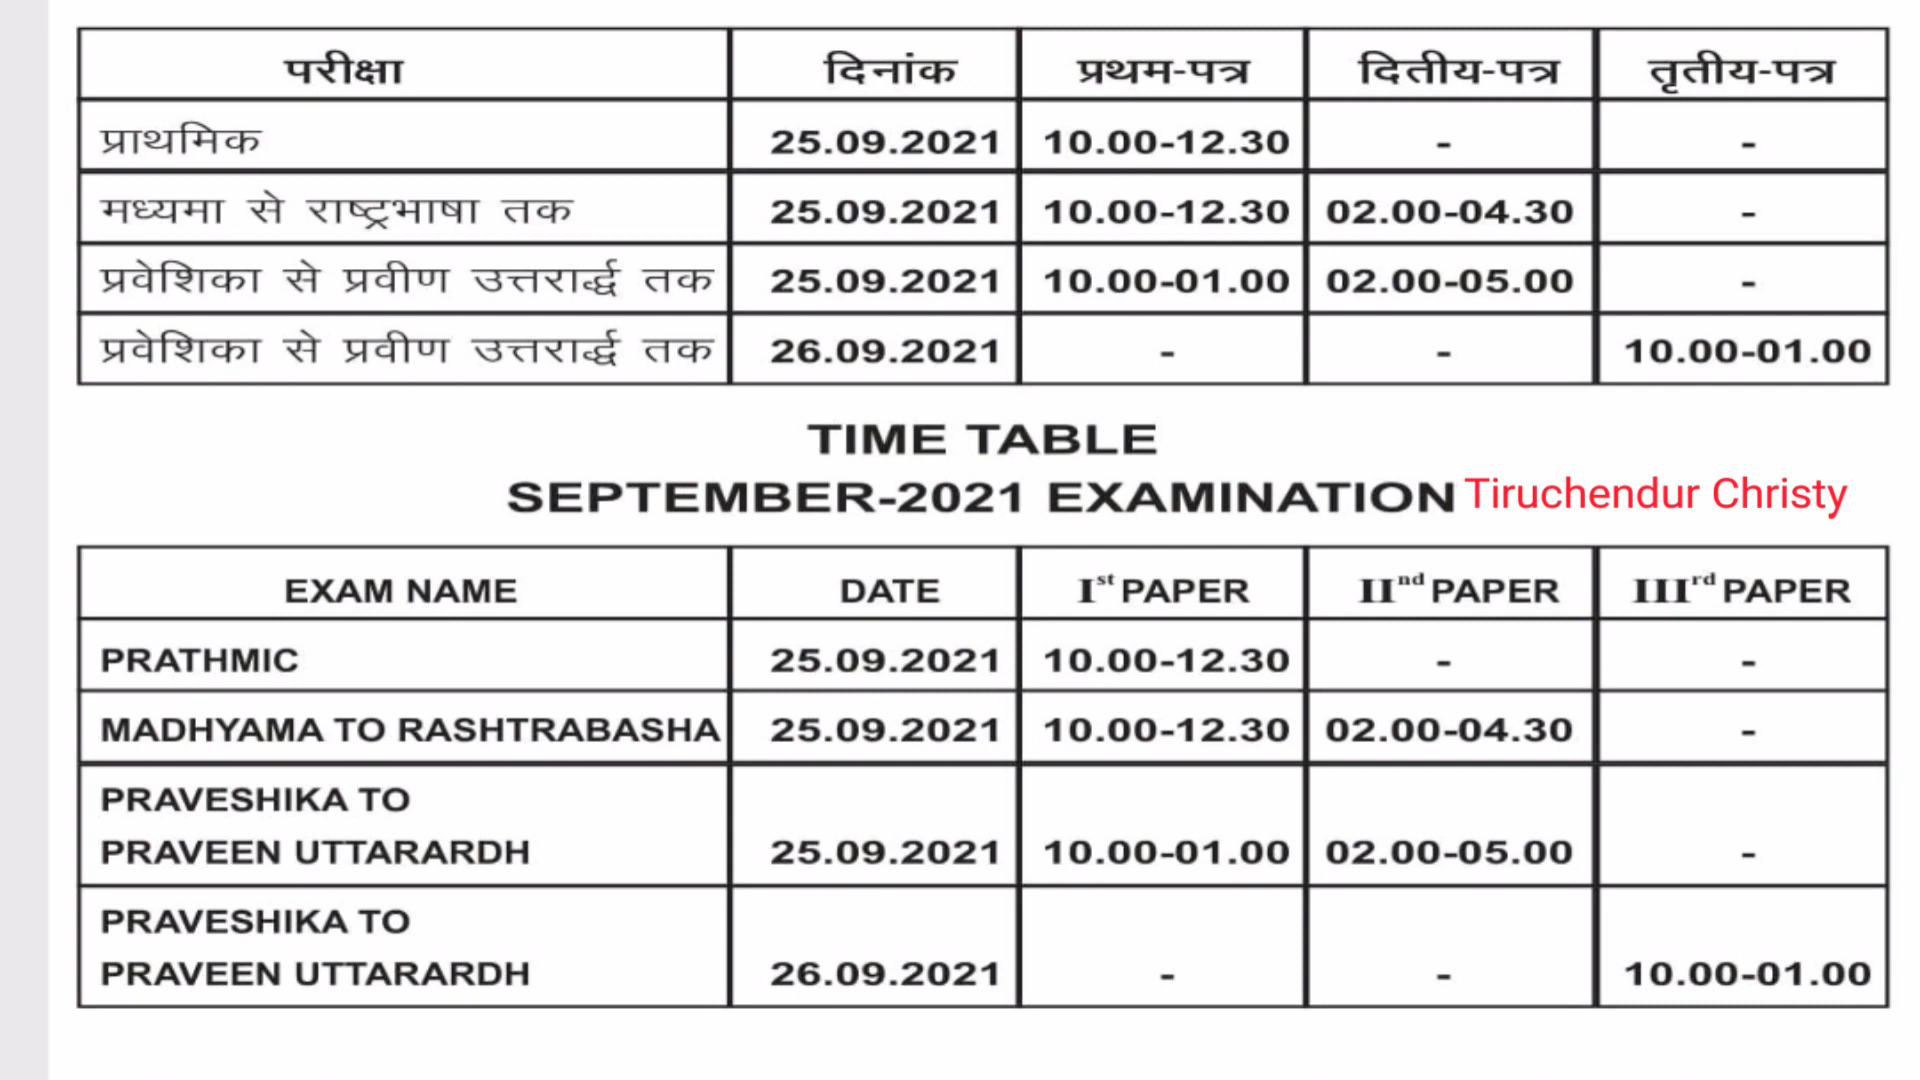 परीक्षा दिनांक प्रथम-पत्र दितीय-पत्र तृतीय-पत्र
प्राथमिक 25.09.2021 10.00-12.30 - -
मध्यमा से राष्ट्रभाषा तक 25.09.2021 10.00-12.30 02.00-04.30 -
प्रवेशिका से प्रवीण उत्तरार्द्ध तक 25.09.2021 10.00-01.00 02.00-05.00 -
प्रवेशिका से प्रवीण उत्तरार्द्ध तक 26.09.2021 - - 10.00-01.00
TIME TABLE
SEPTEMBER-2021 EXAMINATION Tiruchendur Christy
EXAM NAME DATE Ist PAPER IInd PAPER IIIrd PAPER
PRATHMIC 25.09.2021 10.00-12.30 - -
MADHYAMA TO RASHTRABASHA 25.09.2021 10.00-12.30 02.00-04.30 -
PRAVESHIKA TO
PRAVEEN UTTARARDH 25.09.2021 10.00-01.00 02.00-05.00 -
PRAVESHIKA TO
PRAVEEN UTTARARDH 26.09.2021 - - 10.00-01.00